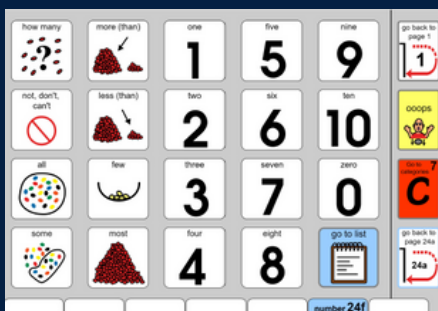 how many
?
more (than)
one
1
five
5
nine
9
go back to
page 1
1
not, don't,
can't
less (than)
two
2
six
6
ten
10
ooops
all
few
three
3
seven
7
zero
0
Go to
categories
7
C
some
most
four
4
eight
8
go to list
go back to
page 24a
24a
number 24f